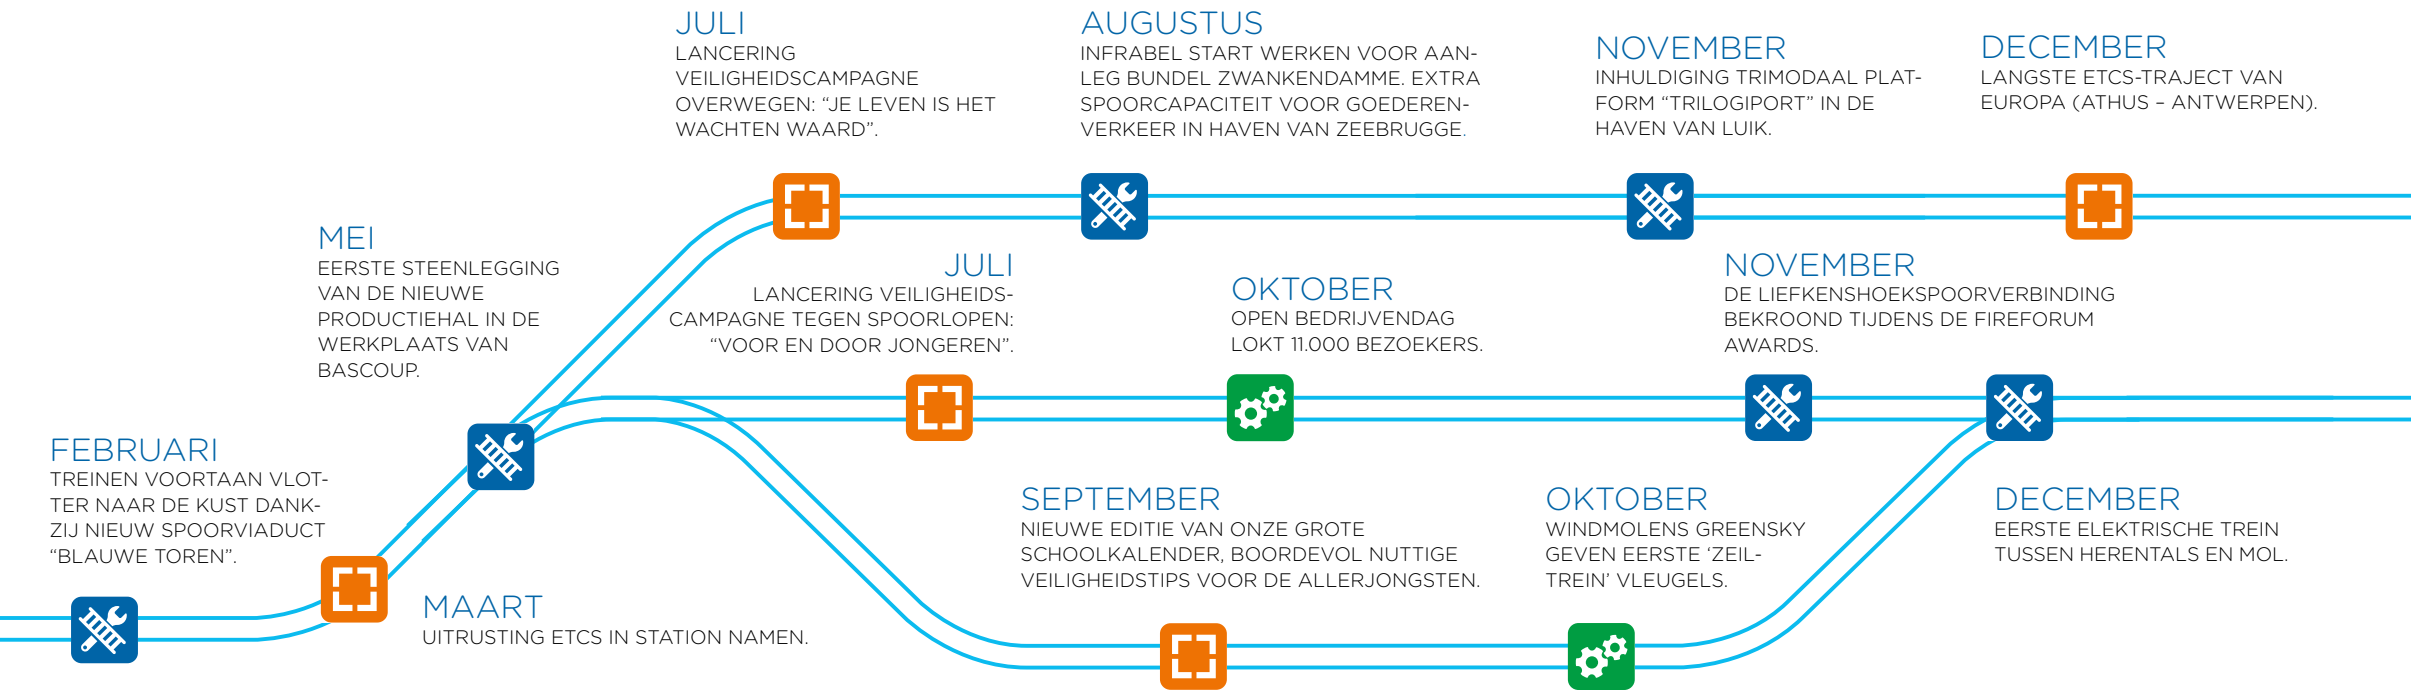 FEBRUARI
TREINEN VOORTAAN VLOT-
TER NAAR DE KUST DANK-
ZIJ NIEUW SPOORVIADUCT
“BLAUWE TOREN”.
MAART
UITRUSTING ETCS IN STATION NAMEN.
MEI
EERSTE STEENLEGGING
VAN DE NIEUWE
PRODUCTIEHAL IN DE
WERKPLAATS VAN
BASCOUP.
JULI
LANCERING
VEILIGHEIDSCAMPAGNE
OVERWEGEN: “JE LEVEN IS HET
WACHTEN WAARD”.
JULI
LANCERING VEILIGHEIDS-
CAMPAGNE TEGEN SPOORLOPEN:
“VOOR EN DOOR JONGEREN”.
AUGUSTUS
INFRABEL START WERKEN VOOR AAN-
LEG BUNDEL ZWANKENDAMME. EXTRA
SPOORCAPACITEIT VOOR GOEDEREN-
VERKEER IN HAVEN VAN ZEEBRUGGE.
SEPTEMBER
NIEUWE EDITIE VAN ONZE GROTE
SCHOOLKALENDER, BOORDEVOL NUTTIGE
VEILIGHEIDSTIPS VOOR DE ALLERJONGSTEN.
OKTOBER
OPEN BEDRIJVENDAG
LOKT 11.000 BEZOEKERS.
OKTOBER
WINDMOLENS GREENSKY
GEVEN EERSTE ‘ZEIL-
TREIN’ VLEUGELS.
NOVEMBER
INHULDIGING TRIMODAAL PLAT-
FORM “TRILOGIPORT” IN DE
HAVEN VAN LUIK.
NOVEMBER
DE LIEFKENSHOEKSPOORVERBINDING
BEKROOND TIJDENS DE FIREFORUM
AWARDS.
DECEMBER
LANGSTE ETCS-TRAJECT VAN
EUROPA (ATHUS – ANTWERPEN).
DECEMBER
EERSTE ELEKTRISCHE TREIN
TUSSEN HERENTALS EN MOL.